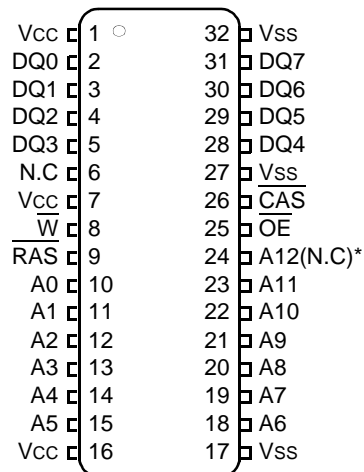 VCC 1 32 VSS
DQ0 2 31 DQ7
DQ1 3 30 DQ6
DQ2 4 29 DQ5
DQ3 5 28 DQ4
N.C 6 27 VSS
VCC 7 26 C̅A̅S̅
W̅ 8 25 O̅E̅
R̅A̅S̅ 9 24 A12(N.C)*
A0 10 23 A11
A1 11 22 A10
A2 12 21 A9
A3 13 20 A8
A4 14 19 A7
A5 15 18 A6
VCC 16 17 VSS